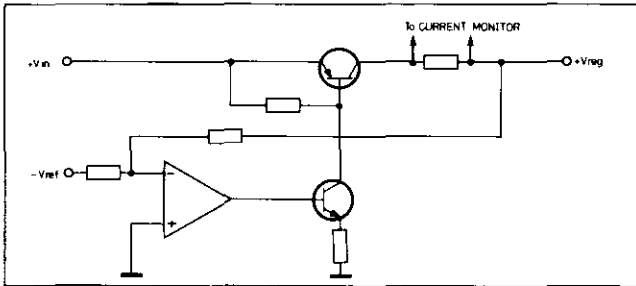 To CURRENT MONITOR
+Vin
+Vreg
-Vref
-
+